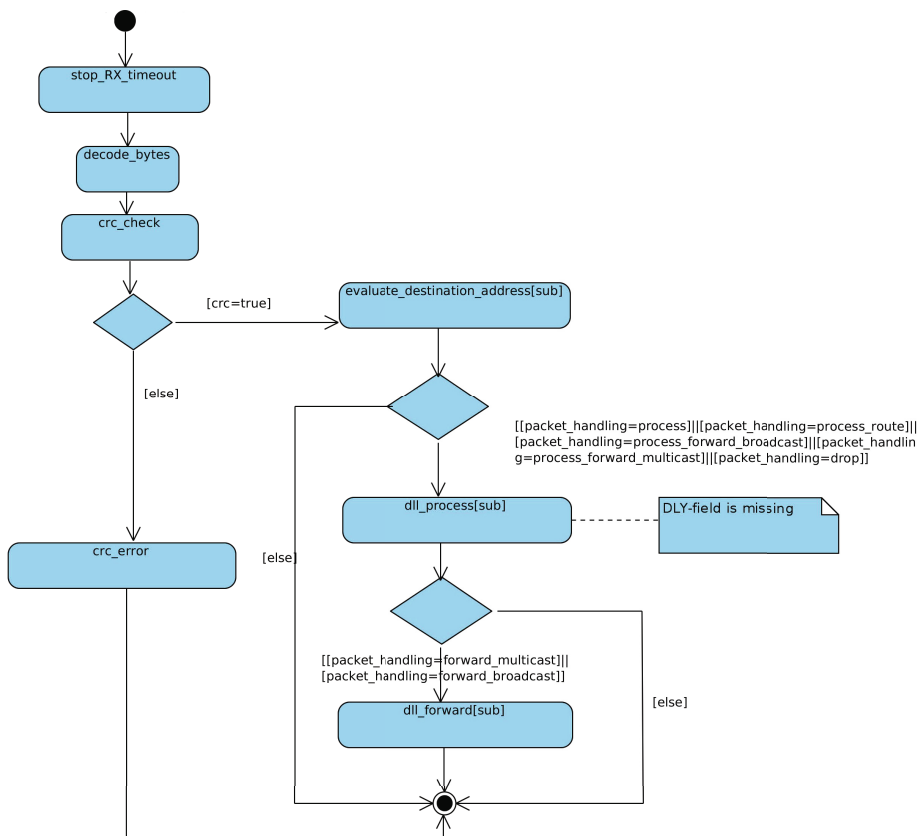 stop_RX_timeout
decode_bytes
crc_check
[crc=true]
evaluate_destination_address[sub]
[else]
[[packet_handling=process]||[packet_handling=process_route]||
[packet_handling=process_forward_broadcast]||[packet_handlin
g=process_forward_multicast]||[packet_handling=drop]]
dll_process[sub]
DLY-field is missing
crc_error
[else]
[[packet_handling=forward_multicast]||
[packet_handling=forward_broadcast]]
[else]
dll_forward[sub]